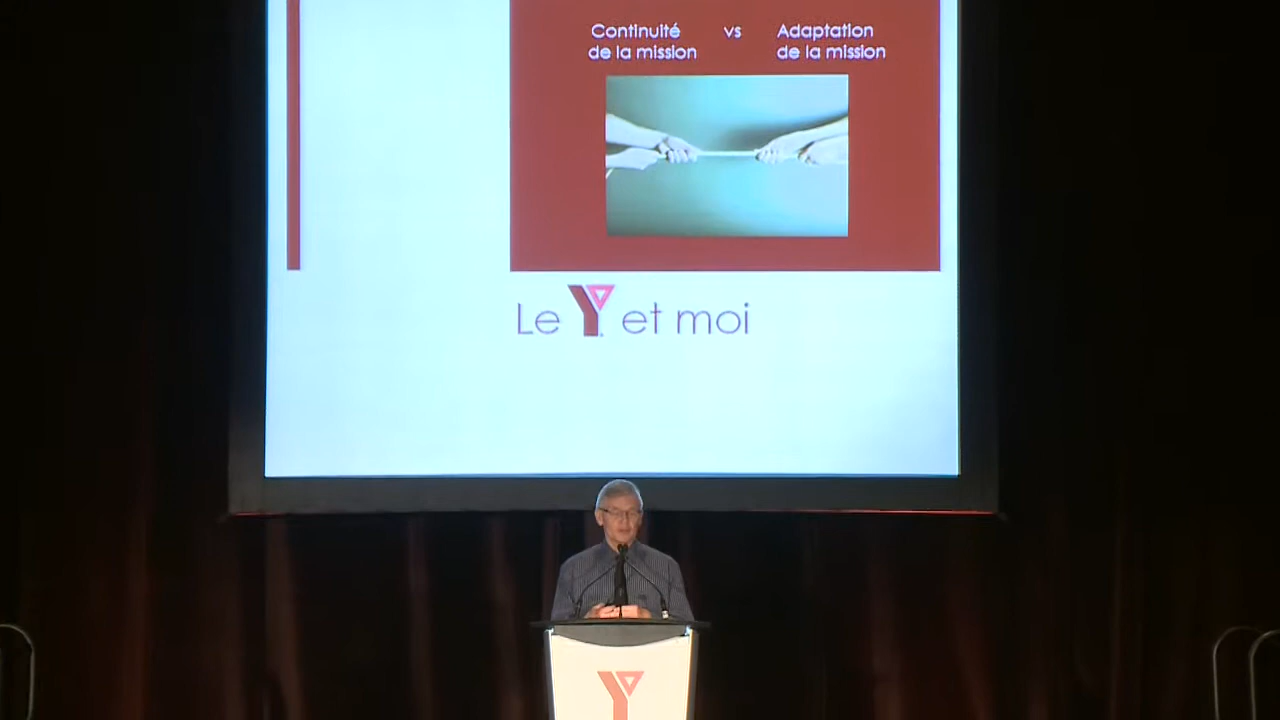 Continuité vs Adaptation
de la mission de la mission
Le Y et moi
Y